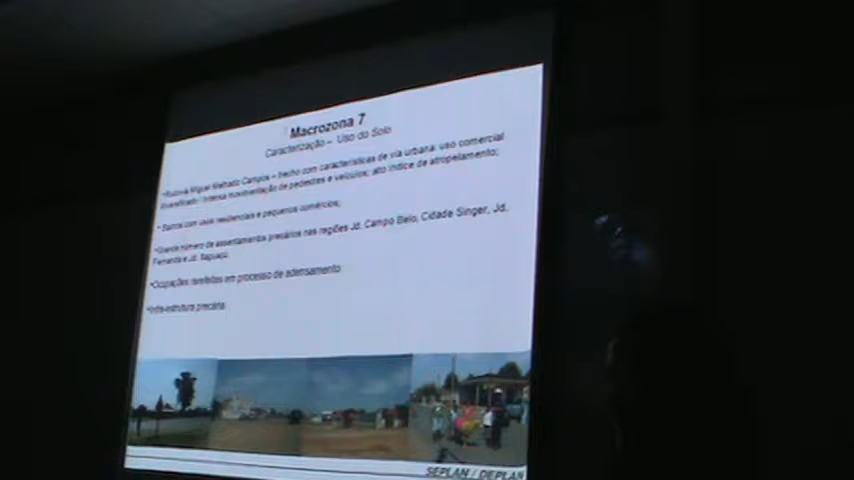 Macrozona 7
Caracterização – Uso do Solo
•Rodovia Miguel Melhado Campos – trecho com características de via urbana: uso comercial
diversificado / intensa movimentação de pedestres e veículos; alto índice de atropelamento;
• Bairros com usos residenciais e pequenos comércios;
•Grande número de assentamentos precários nas regiões Jd. Campo Belo, Cidade Singer, Jd.
Fernanda e Jd. Itaguaçú.
•Ocupações rarefeitas em processo de adensamento
•Infra-estrutura precária
SEPLAN / DEPLAN